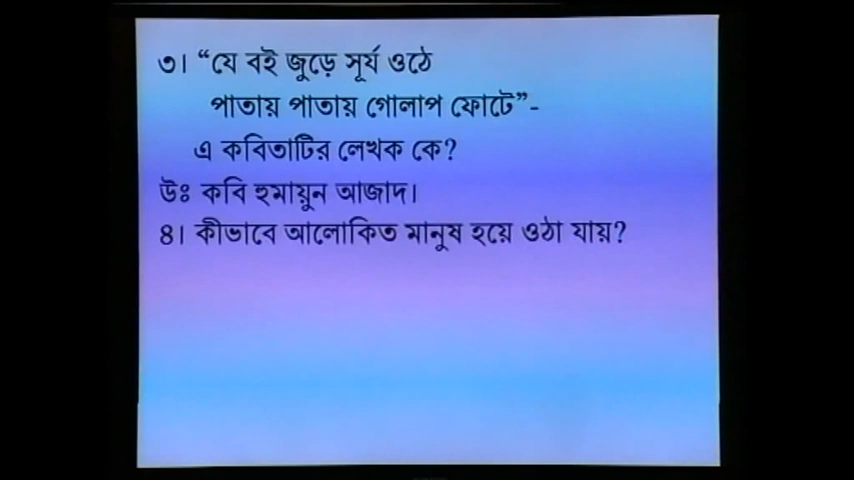 ৩। “যে বই জুড়ে সূর্য ওঠে
পাতায় পাতায় গোলাপ ফোটে”-
এ কবিতাটির লেখক কে?
উঃ কবি হুমায়ুন আজাদ।
৪। কীভাবে আলোকিত মানুষ হয়ে ওঠা যায়?